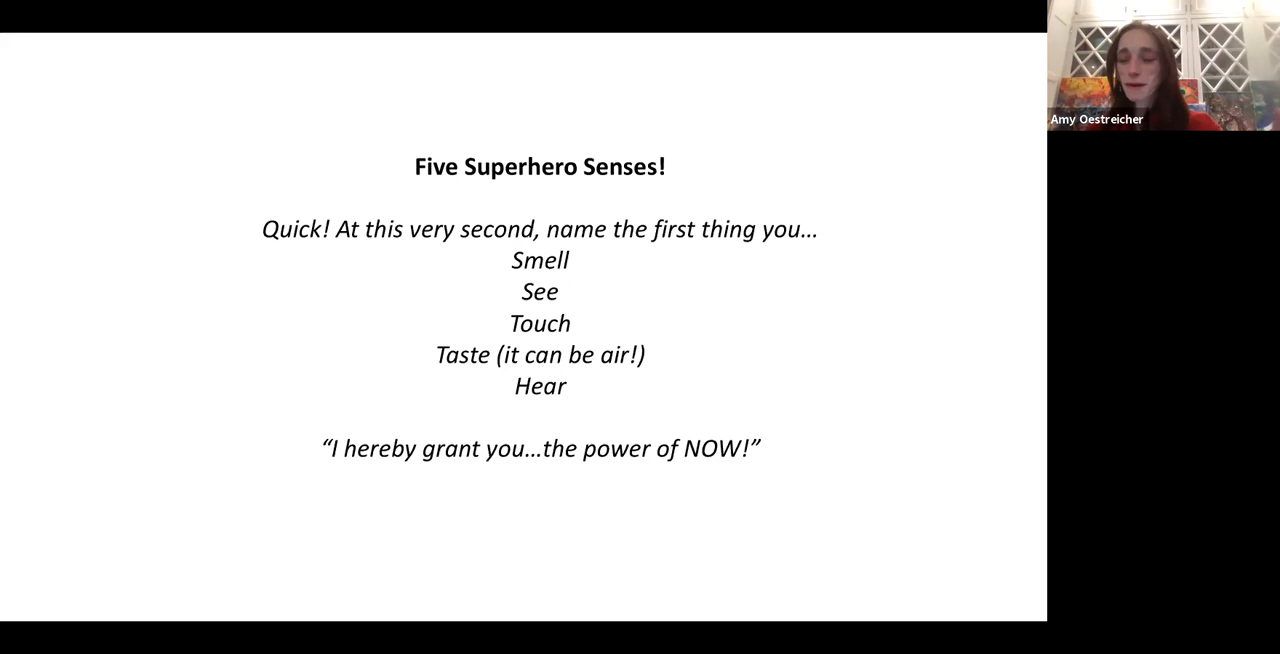 Five Superhero Senses!
Quick! At this very second, name the first thing you…
Smell
See
Touch
Taste (it can be air!)
Hear
“I hereby grant you…the power of NOW!”
Amy Oestreicher